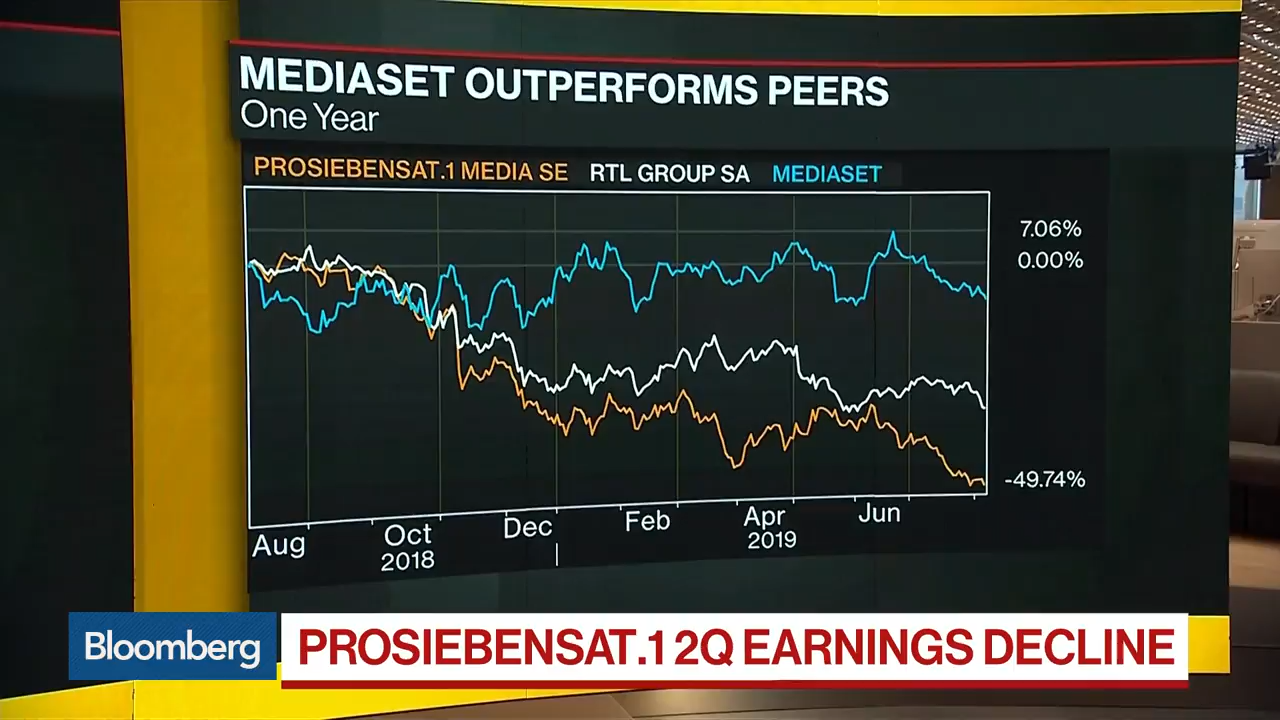 MEDIASET OUTPERFORMS PEERS
One Year
PROSIEBENSAT.1 MEDIA SE RTL GROUP SA MEDIASET
7.06%
0.00%
-49.74%
Aug Oct Dec Feb Apr Jun
2018 2019
Bloomberg
PROSIEBENSAT.1 2Q EARNINGS DECLINE